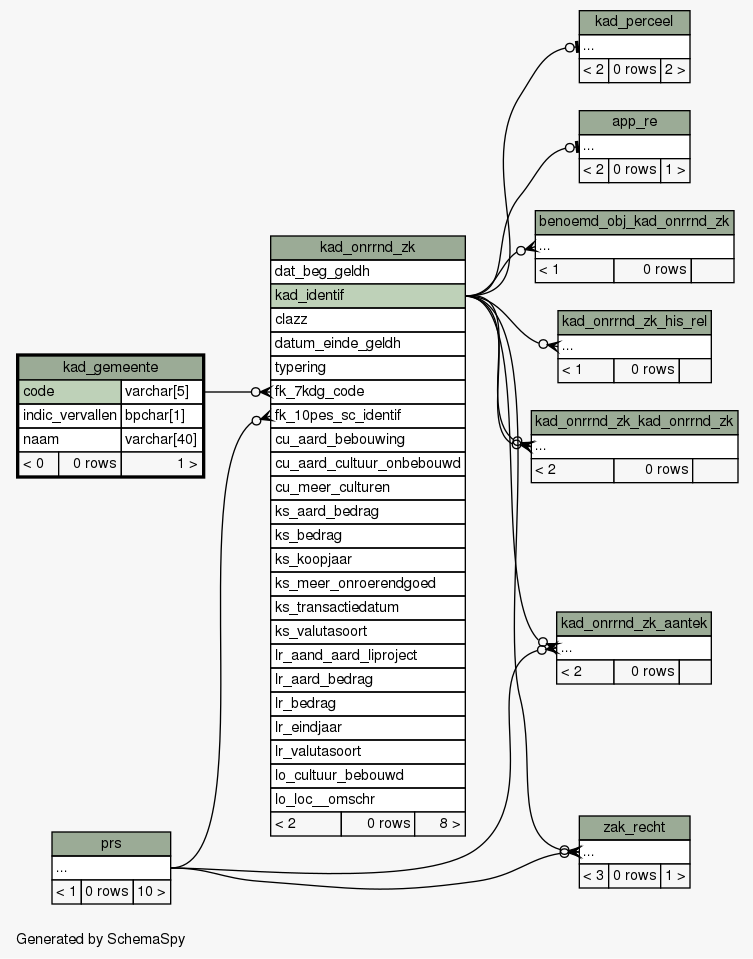 kad_perceel
...
< 2 0 rows 2 >
app_re
...
< 2 0 rows 1 >
benoemd_obj_kad_onrrnd_zk
...
< 1 0 rows
kad_onrrnd_zk_his_rel
...
< 1 0 rows
kad_onrrnd_zk_kad_onrrnd_zk
...
< 2 0 rows
kad_onrrnd_zk_aantek
...
< 2 0 rows
zak_recht
...
< 3 0 rows 1 >
kad_onrrnd_zk
dat_beg_geldh
kad_identif
clazz
datum_einde_geldh
typering
fk_7kdg_code
fk_10pes_sc_identif
cu_aard_bebouwing
cu_aard_cultuur_onbebouwd
cu_meer_culturen
ks_aard_bedrag
ks_bedrag
ks_koopjaar
ks_meer_onroerendgoed
ks_transactiedatum
ks_valutasoort
lr_aand_aard_liproject
lr_aard_bedrag
lr_bedrag
lr_eindjaar
lr_valutasoort
lo_cultuur_bebouwd
lo_loc__omschr
< 2 0 rows 8 >
kad_gemeente
code varchar[5]
indic_vervallen bpchar[1]
naam varchar[40]
< 0 0 rows 1 >
prs
...
< 1 0 rows 10 >
Generated by SchemaSpy